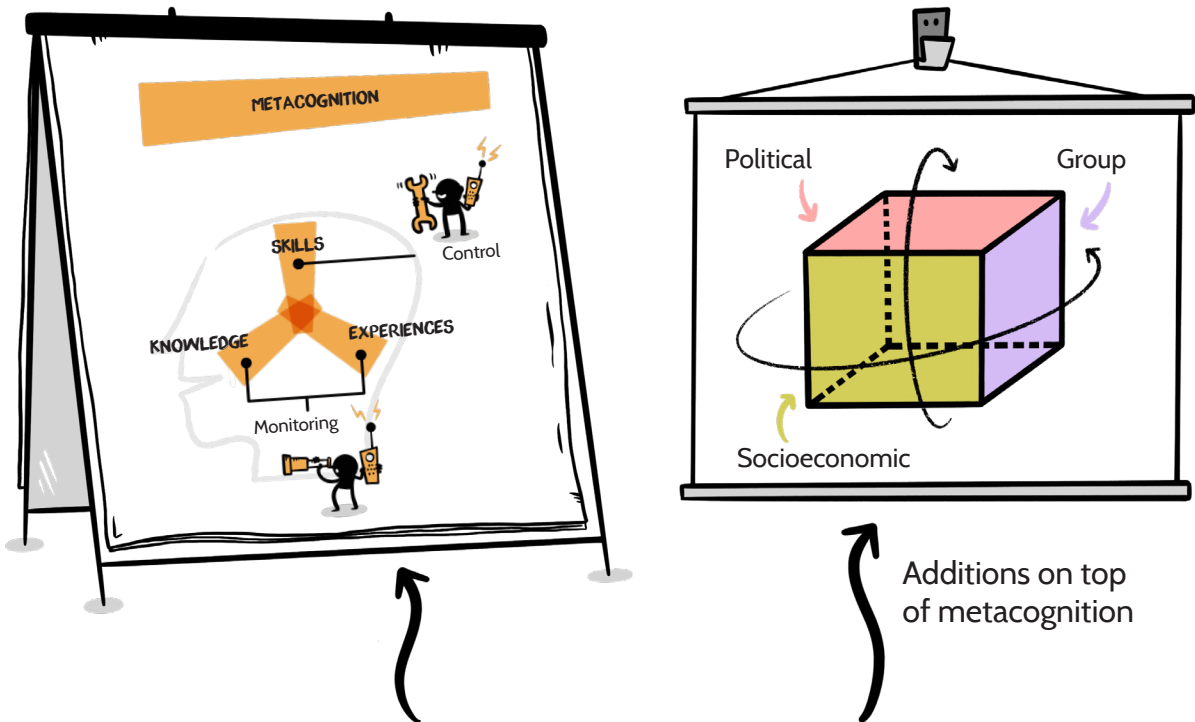 METACOGNITION
SKILLS
Control
KNOWLEDGE
EXPERIENCES
Monitoring
Political
Group
Socioeconomic
Additions on top
of metacognition